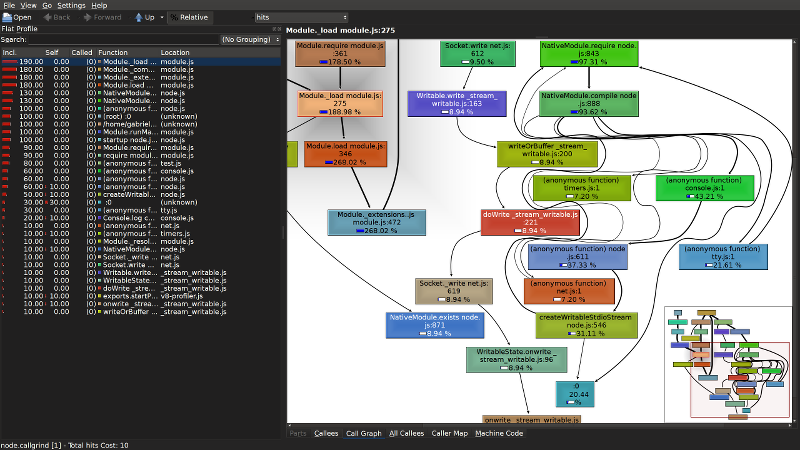 File View Go Settings Help
Open Back Forward Up Relative hits
Flat Profile
Search: (No Grouping)
Incl. Self Called Function Location
190.00 0.00 (0) Module._load ... module.js
180.00 0.00 (0) Module._com... module.js
180.00 0.00 (0) Module._exte... module.js
180.00 0.00 (0) Module.load ... module.js
130.00 0.00 (0) NativeModule... node.js
110.00 0.00 (0) NativeModule... node.js
100.00 0.00 (0) (anonymous f... node.js
100.00 0.00 (0) (root) :0 (unknown)
100.00 0.00 (0) /home/gabriel... (unknown)
100.00 0.00 (0) Module.runMa... module.js
100.00 0.00 (0) startup node.js node.js
90.00 0.00 (0) Module.requir... module.js
90.00 0.00 (0) require modul... module.js
80.00 0.00 (0) (anonymous f... test.js
60.00 0.00 (0) (anonymous f... console.js
60.00 10.00 (0) (anonymous f... node.js
50.00 10.00 (0) createWritabl... node.js
30.00 30.00 (0) :0 (unknown)
30.00 0.00 (0) (anonymous f... tty.js
20.00 10.00 (0) console.log c... console.js
10.00 0.00 (0) (anonymous f... net.js
10.00 0.00 (0) (anonymous f... timers.js
10.00 10.00 (0) Module._resol... module.js
10.00 10.00 (0) NativeModule... node.js
10.00 0.00 (0) Socket._write ... net.js
10.00 0.00 (0) Socket.write ... net.js
10.00 0.00 (0) Writable.write... _stream_writable.js
10.00 0.00 (0) WritableState... _stream_writable.js
10.00 0.00 (0) doWrite _stre... _stream_writable.js
10.00 10.00 (0) exports.startP... v8-profiler.js
10.00 10.00 (0) onwrite _strea... _stream_writable.js
10.00 0.00 (0) writeOrBuffer ... _stream_writable.js
Module._load module.js:275
Module.require module.js
:361
178.50 %
Socket.write net.js:
612
9.50 %
NativeModule.require node.
js:843
97.31 %
Module._load module.js:
275
188.98 %
Writable.write _stream_
writable.js:163
8.94 %
NativeModule.compile node.
js:888
93.62 %
Module.load module.js:
346
268.02 %
writeOrBuffer _stream_
writable.js:200
8.94 %
(anonymous function)
timers.js:1
7.20 %
(anonymous function)
console.js:1
43.21 %
Module._extensions..js
module.js:472
268.02 %
doWrite _stream_writable.js
:221
8.94 %
(anonymous function) node
.js:611
37.33 %
(anonymous function)
tty.js:1
21.61 %
Socket._write net.js:
619
8.94 %
(anonymous function)
net.js:1
7.20 %
NativeModule.exists node.
js:871
8.94 %
createWritableStdioStream
node.js:546
31.11 %
WritableState.onwrite _
stream_writable.js:96
8.94 %
0
20.44
%
onwrite _stream_writable.js
Parts Callees Call Graph All Callees Caller Map Machine Code
node.callgrind [1] - Total hits Cost: 10